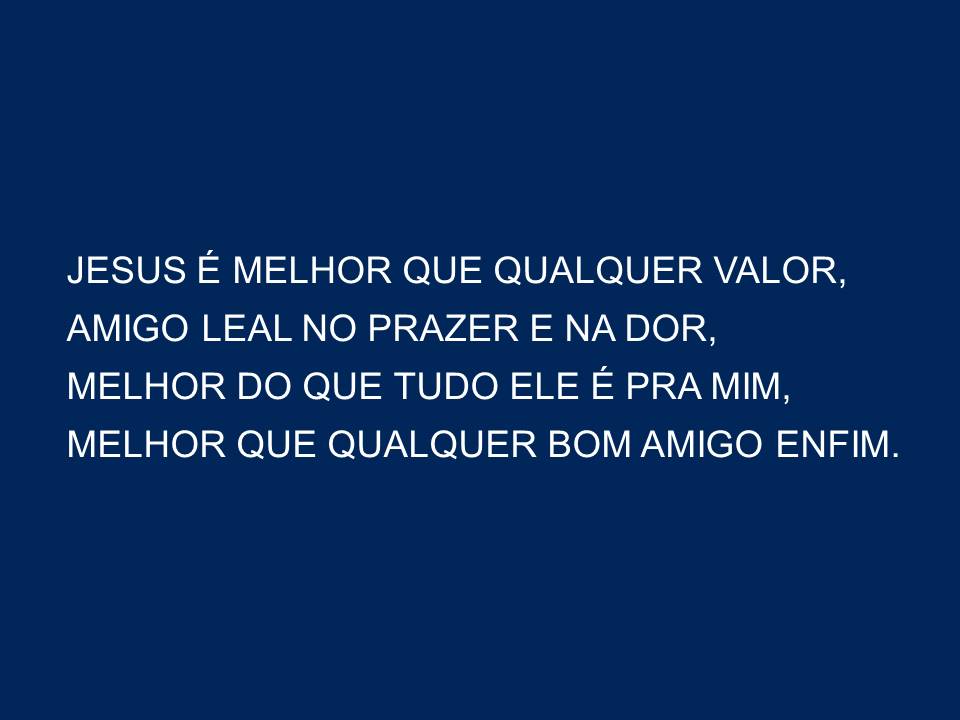 JESUS É MELHOR QUE QUALQUER VALOR,
AMIGO LEAL NO PRAZER E NA DOR,
MELHOR DO QUE TUDO ELE É PRA MIM,
MELHOR QUE QUALQUER BOM AMIGO ENFIM.